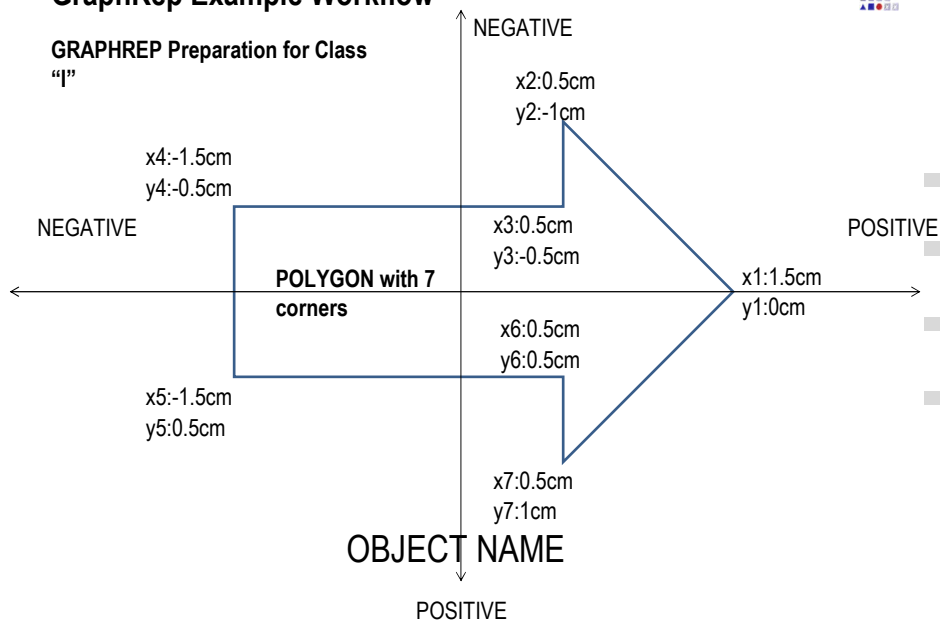 GraphRep Example Workflow
NEGATIVE
GRAPHREP Preparation for Class
“I”
x2:0.5cm
y2:-1cm
x4:-1.5cm
y4:-0.5cm
NEGATIVE
x3:0.5cm
y3:-0.5cm
POSITIVE
POLYGON with 7
corners
x1:1.5cm
y1:0cm
x6:0.5cm
y6:0.5cm
x5:-1.5cm
y5:0.5cm
x7:0.5cm
y7:1cm
OBJECT NAME
POSITIVE